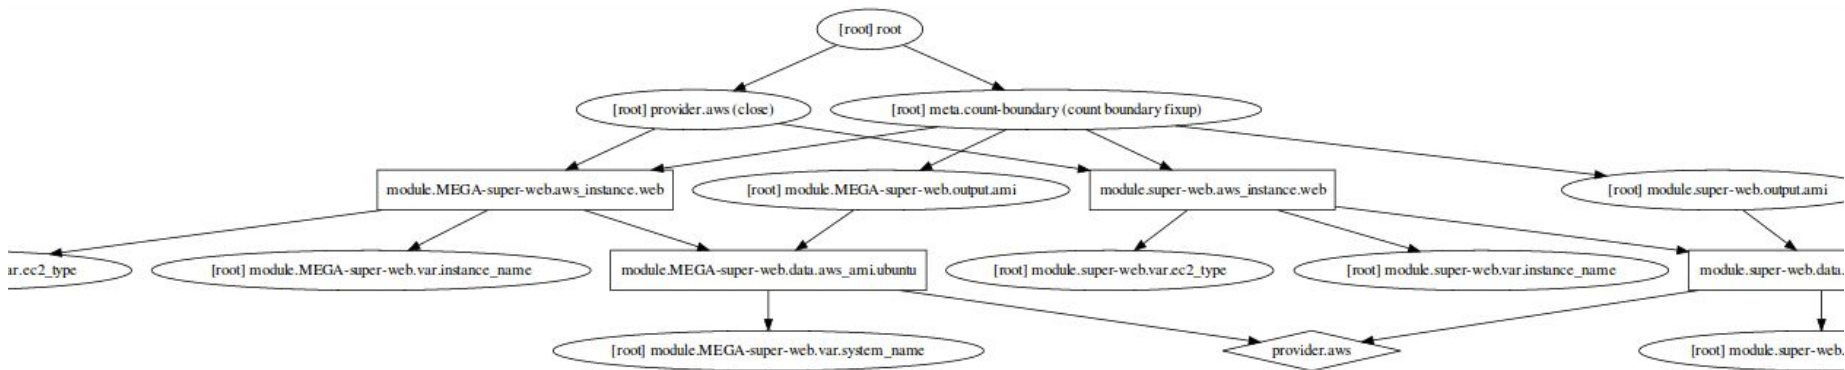 [root] root
[root] provider.aws (close)
[root] meta.count-boundary (count boundary fixup)
module.MEGA-super-web.aws_instance.web
[root] module.MEGA-super-web.output.ami
module.super-web.aws_instance.web
[root] module.super-web.output.ami
ar.ec2_type
[root] module.MEGA-super-web.var.instance_name
module.MEGA-super-web.data.aws_ami.ubuntu
[root] module.super-web.var.ec2_type
[root] module.super-web.var.instance_name
module.super-web.data.
[root] module.MEGA-super-web.var.system_name
provider.aws
[root] module.super-web.